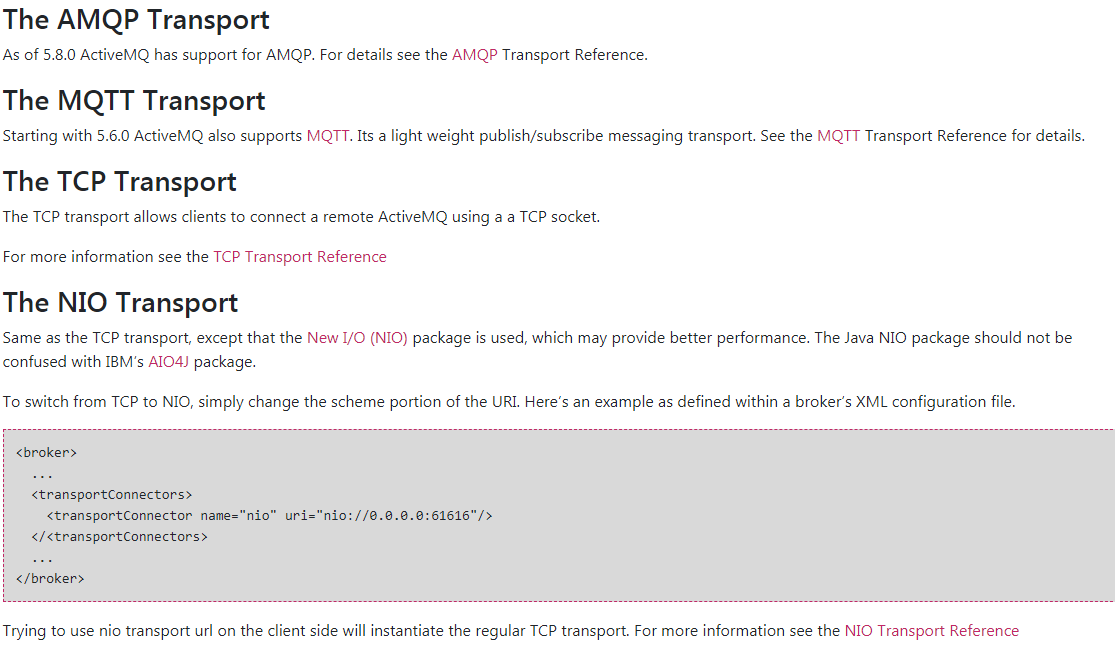 The AMQP Transport
As of 5.8.0 ActiveMQ has support for AMQP. For details see the AMQP Transport Reference.
The MQTT Transport
Starting with 5.6.0 ActiveMQ also supports MQTT. Its a light weight publish/subscribe messaging transport. See the MQTT Transport Reference for details.
The TCP Transport
The TCP transport allows clients to connect a remote ActiveMQ using a a TCP socket.
For more information see the TCP Transport Reference
The NIO Transport
Same as the TCP transport, except that the New I/O (NIO) package is used, which may provide better performance. The Java NIO package should not be
confused with IBM’s AIO4J package.
To switch from TCP to NIO, simply change the scheme portion of the URI. Here’s an example as defined within a broker’s XML configuration file.
<broker>
  ...
  <transportConnectors>
    <transportConnector name="nio" uri="nio://0.0.0.0:61616"/>
  </<transportConnectors>
  ...
</broker>
Trying to use nio transport url on the client side will instantiate the regular TCP transport. For more information see the NIO Transport Reference